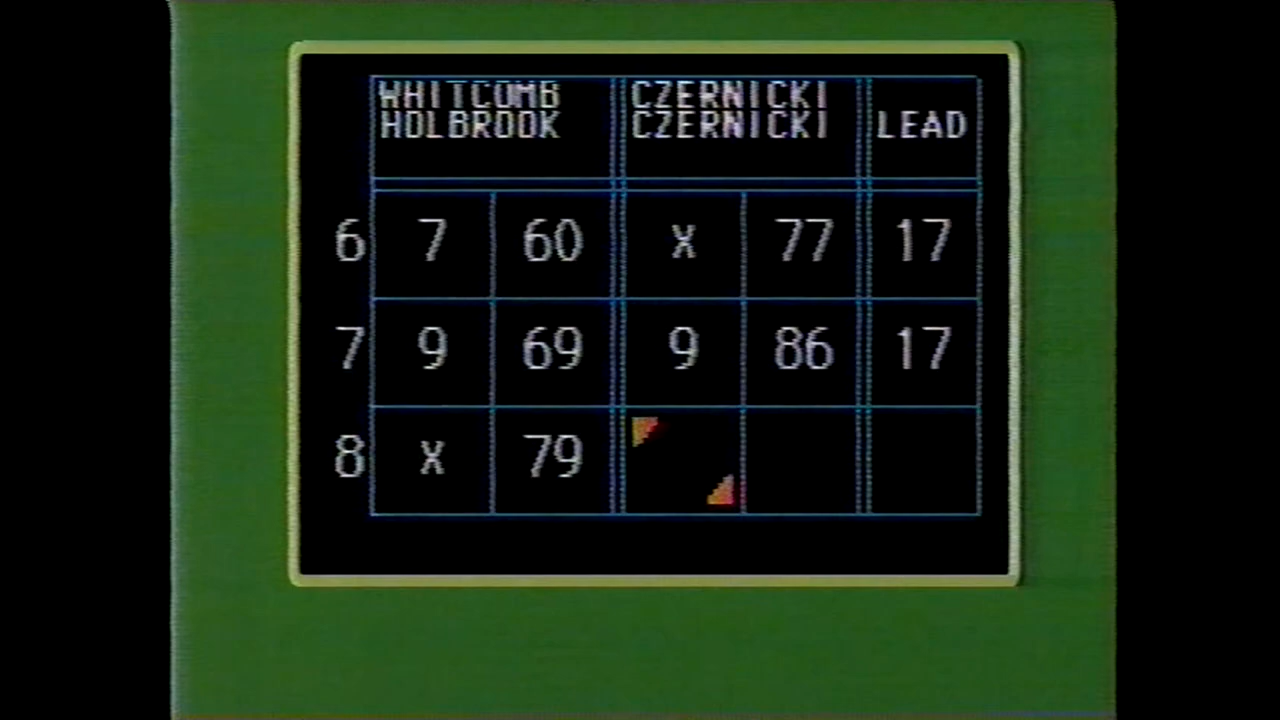 WHITCOMB CZERNICKI
HOLBROOK CZERNICKI LEAD
6 7 60 x 77 17
7 9 69 9 86 17
8 x 79